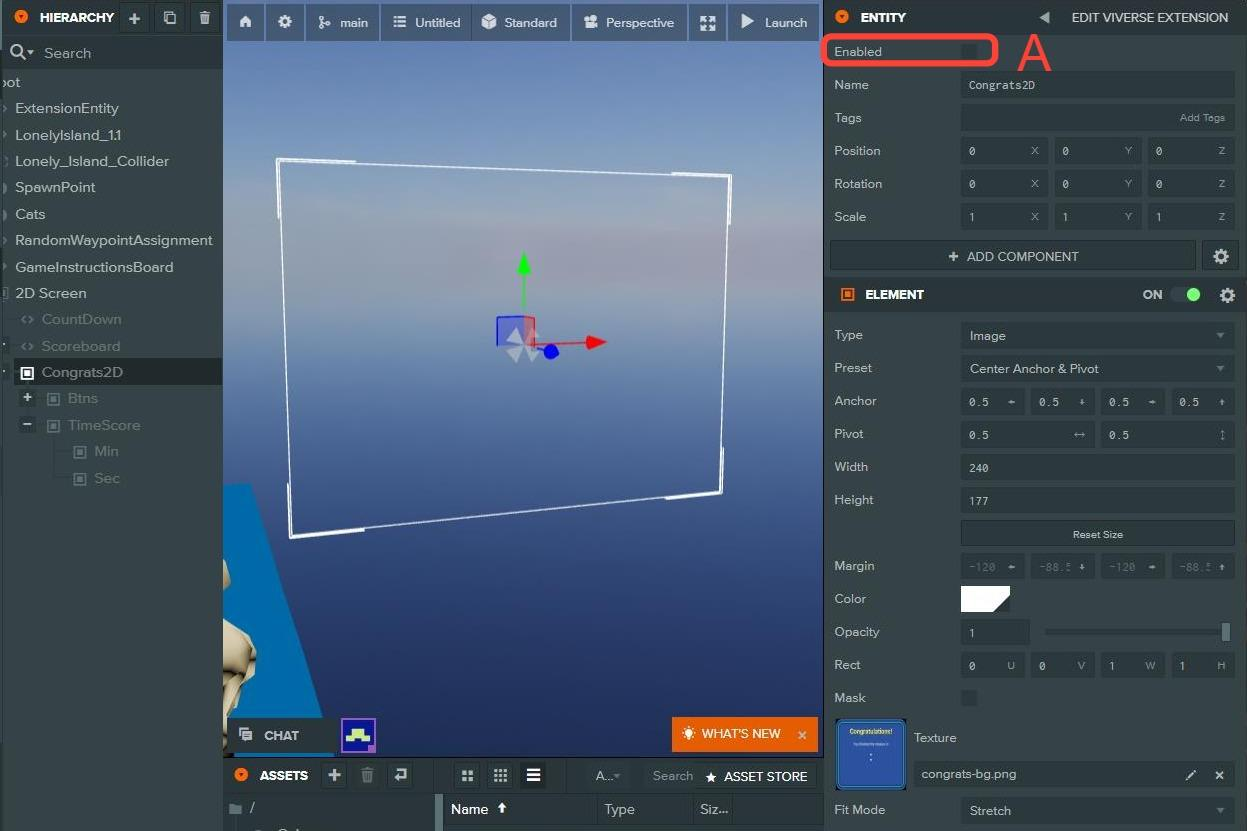 HIERARCHY
Search
oot
ExtensionEntity
LonelyIsland_1.1
Lonely_Island_Collider
SpawnPoint
Cats
RandomWaypointAssignment
GameInstructionsBoard
2D Screen
CountDown
Scoreboard
Congrats2D
Btns
TimeScore
Min
Sec
main
Untitled
Standard
Perspective
Launch
CHAT
WHAT'S NEW
ASSETS
A...
Search
ASSET STORE
/
Name
Type
Siz...
ENTITY
EDIT VIVERSE EXTENSION
Enabled
A
Name Congrats2D
Tags Add Tags
Position 0 X 0 Y 0 Z
Rotation 0 X 0 Y 0 Z
Scale 1 X 1 Y 1 Z
ADD COMPONENT
ELEMENT ON
Type Image
Preset Center Anchor & Pivot
Anchor 0.5 0.5 0.5 0.5
Pivot 0.5 0.5
Width 240
Height 177
Reset Size
Margin -120 -88.5 -120 -88.5
Color
Opacity 1
Rect 0 U 0 V 1 W 1 H
Mask
Congratulations!
Texture
congrats-bg.png
Fit Mode Stretch